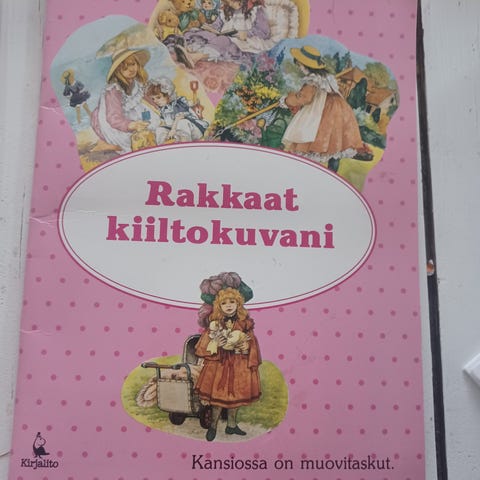 Rakkaat
kiiltokuvani
Kirjalito
Kansiossa on muovitaskut.